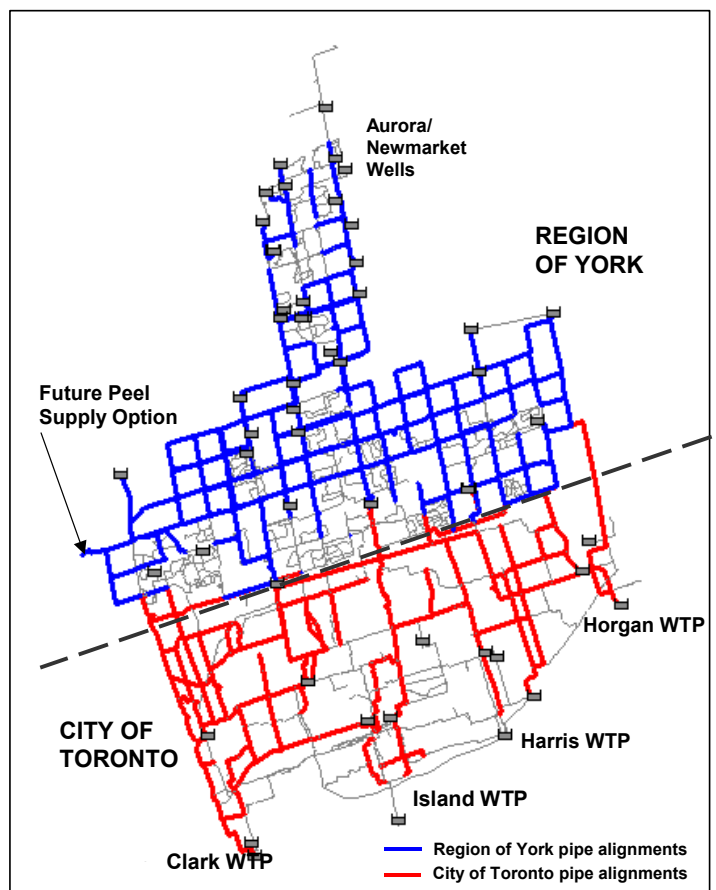 Aurora/
Newmarket
Wells
REGION
OF YORK
Future Peel
Supply Option
Horgan WTP
CITY OF
TORONTO
Harris WTP
Island WTP
Clark WTP
Region of York pipe alignments
City of Toronto pipe alignments